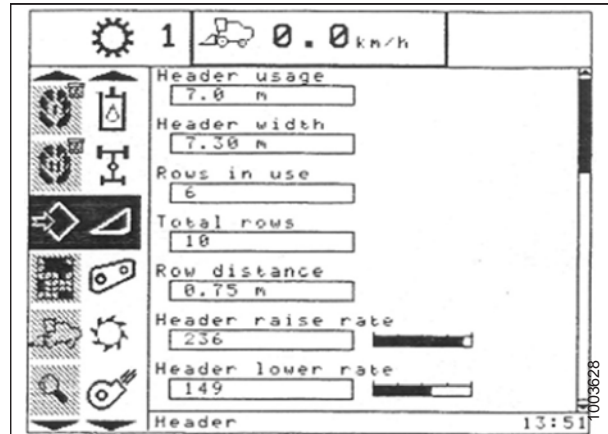 1
0.0 km/h
Header usage
7.0 m
Header width
7.30 m
Rows in use
6
Total rows
10
Row distance
0.75 m
Header raise rate
236
Header lower rate
149
Header
13:51
1003628